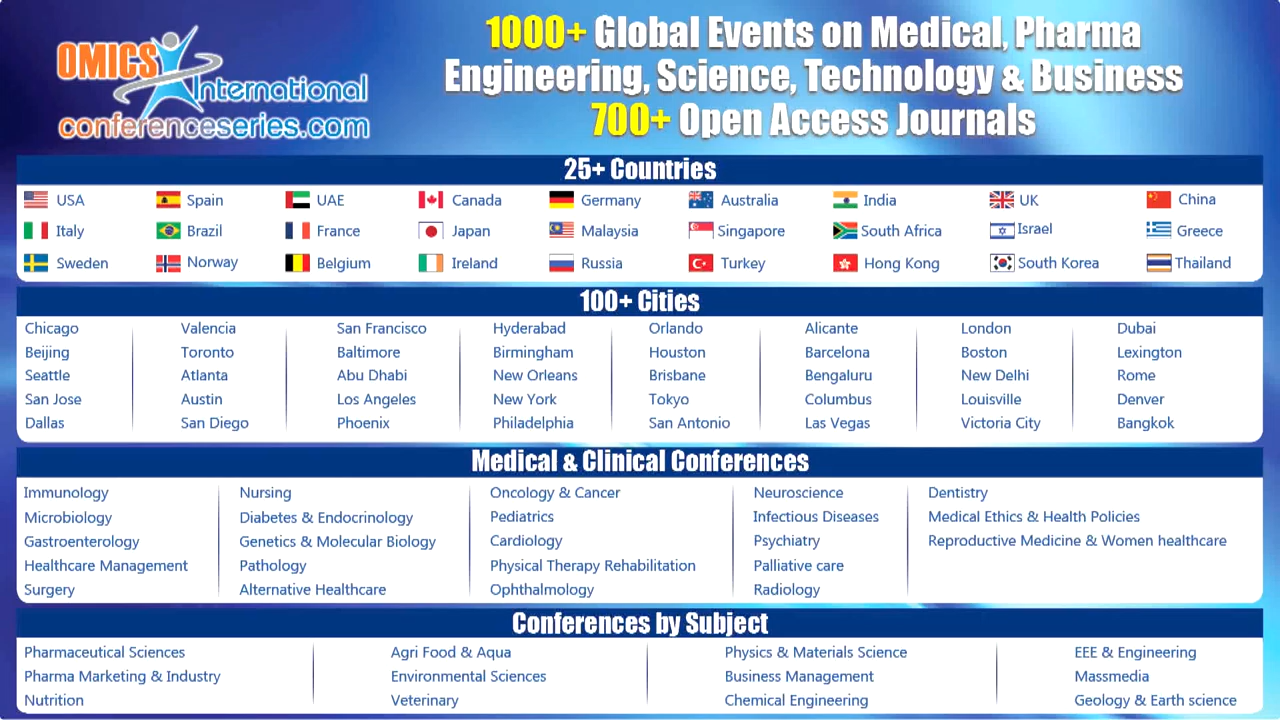 OMICS
International
conferenceseries.com
1000+ Global Events on Medical, Pharma
Engineering, Science, Technology & Business
700+ Open Access Journals
25+ Countries
USA Spain UAE Canada Germany Australia India UK China
Italy Brazil France Japan Malaysia Singapore South Africa Israel Greece
Sweden Norway Belgium Ireland Russia Turkey Hong Kong South Korea Thailand
100+ Cities
Chicago Valencia San Francisco Hyderabad Orlando Alicante London Dubai
Beijing Toronto Baltimore Birmingham Houston Barcelona Boston Lexington
Seattle Atlanta Abu Dhabi New Orleans Brisbane Bengaluru New Delhi Rome
San Jose Austin Los Angeles New York Tokyo Columbus Louisville Denver
Dallas San Diego Phoenix Philadelphia San Antonio Las Vegas Victoria City Bangkok
Medical & Clinical Conferences
Immunology Nursing Oncology & Cancer Neuroscience Dentistry
Microbiology Diabetes & Endocrinology Pediatrics Infectious Diseases Medical Ethics & Health Policies
Gastroenterology Genetics & Molecular Biology Cardiology Psychiatry Reproductive Medicine & Women healthcare
Healthcare Management Pathology Physical Therapy Rehabilitation Palliative care
Surgery Alternative Healthcare Ophthalmology Radiology
Conferences by Subject
Pharmaceutical Sciences Agri Food & Aqua Physics & Materials Science EEE & Engineering
Pharma Marketing & Industry Environmental Sciences Business Management Massmedia
Nutrition Veterinary Chemical Engineering Geology & Earth science